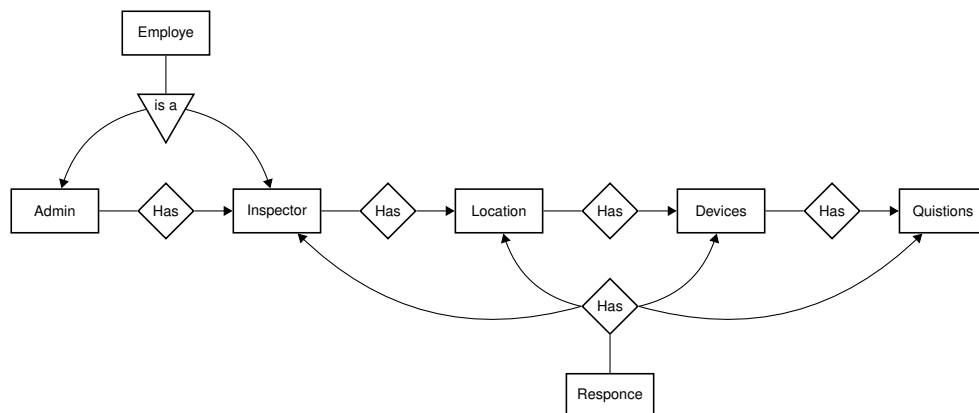 Employe
is a
Admin
Has
Inspector
Has
Location
Has
Devices
Has
Quistions
Has
Responce